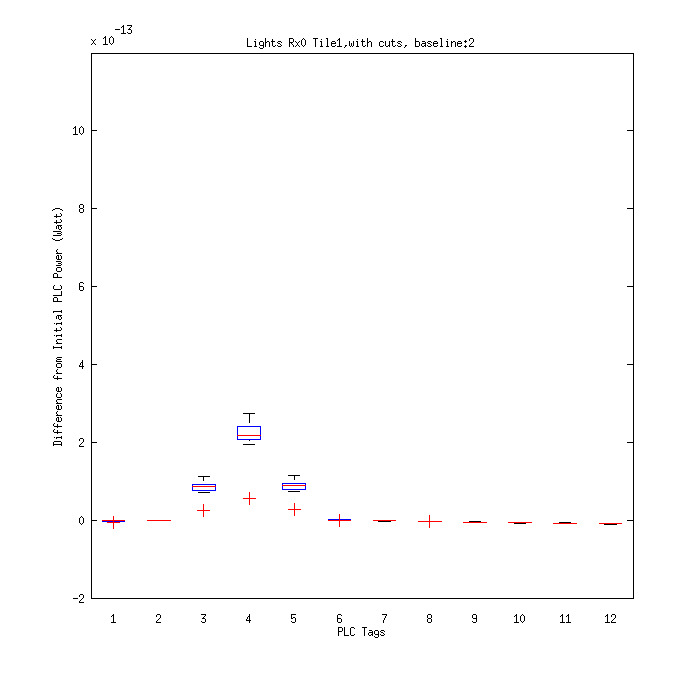 x 10-13
Lights Rx0 Tile1,with cuts, baseline:2
10
8
6
4
2
0
-2
Difference from Initial PLC Power (Watt)
1 2 3 4 5 6 7 8 9 10 11 12
PLC Tags